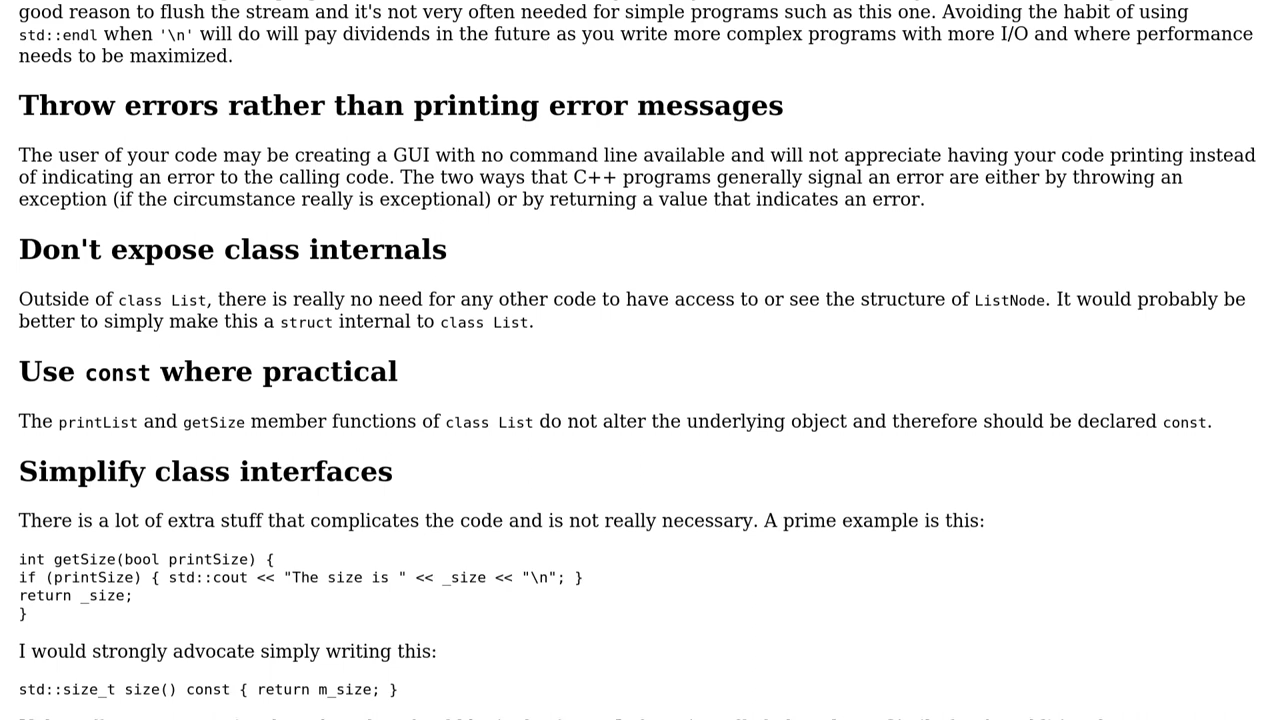 good reason to flush the stream and it's not very often needed for simple programs such as this one. Avoiding the habit of using
std::endl when '\n' will do will pay dividends in the future as you write more complex programs with more I/O and where performance
needs to be maximized.
Throw errors rather than printing error messages
The user of your code may be creating a GUI with no command line available and will not appreciate having your code printing instead
of indicating an error to the calling code. The two ways that C++ programs generally signal an error are either by throwing an
exception (if the circumstance really is exceptional) or by returning a value that indicates an error.
Don't expose class internals
Outside of class List, there is really no need for any other code to have access to or see the structure of ListNode. It would probably be
better to simply make this a struct internal to class List.
Use const where practical
The printList and getSize member functions of class List do not alter the underlying object and therefore should be declared const.
Simplify class interfaces
There is a lot of extra stuff that complicates the code and is not really necessary. A prime example is this:
int getSize(bool printSize) {
if (printSize) { std::cout << "The size is " << _size << "\n"; }
return _size;
}
I would strongly advocate simply writing this:
std::size_t size() const { return m_size; }